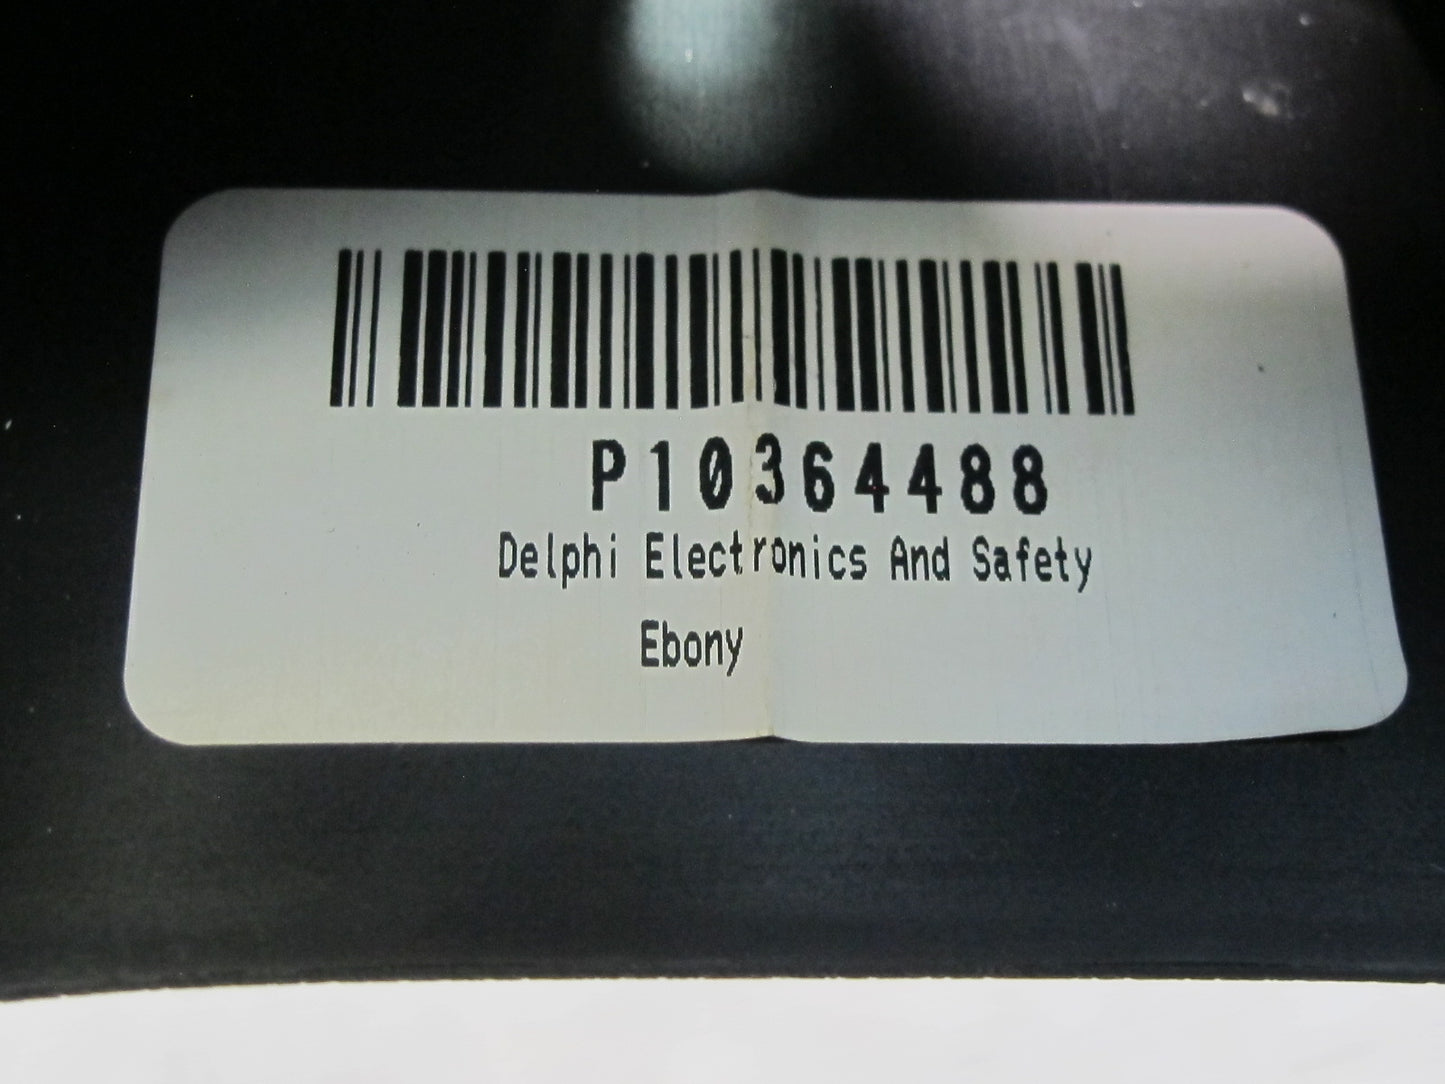 P10364488
Delphi Electronics And Safety
Ebony